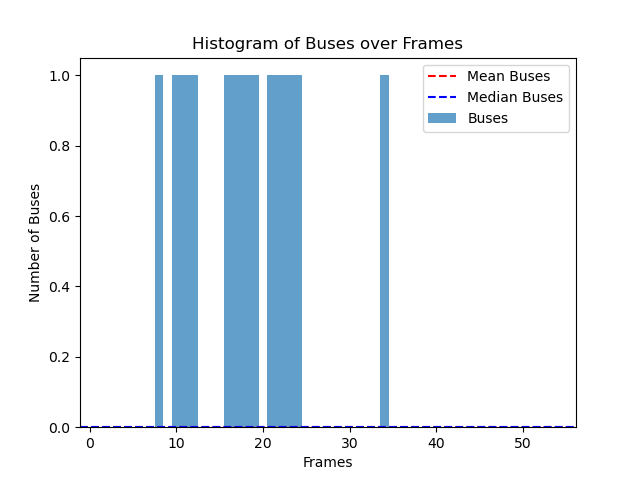 Histogram of Buses over Frames
Mean Buses
Median Buses
Buses
Number of Buses
1.0
0.8
0.6
0.4
0.2
0.0
0 10 20 30 40 50
Frames